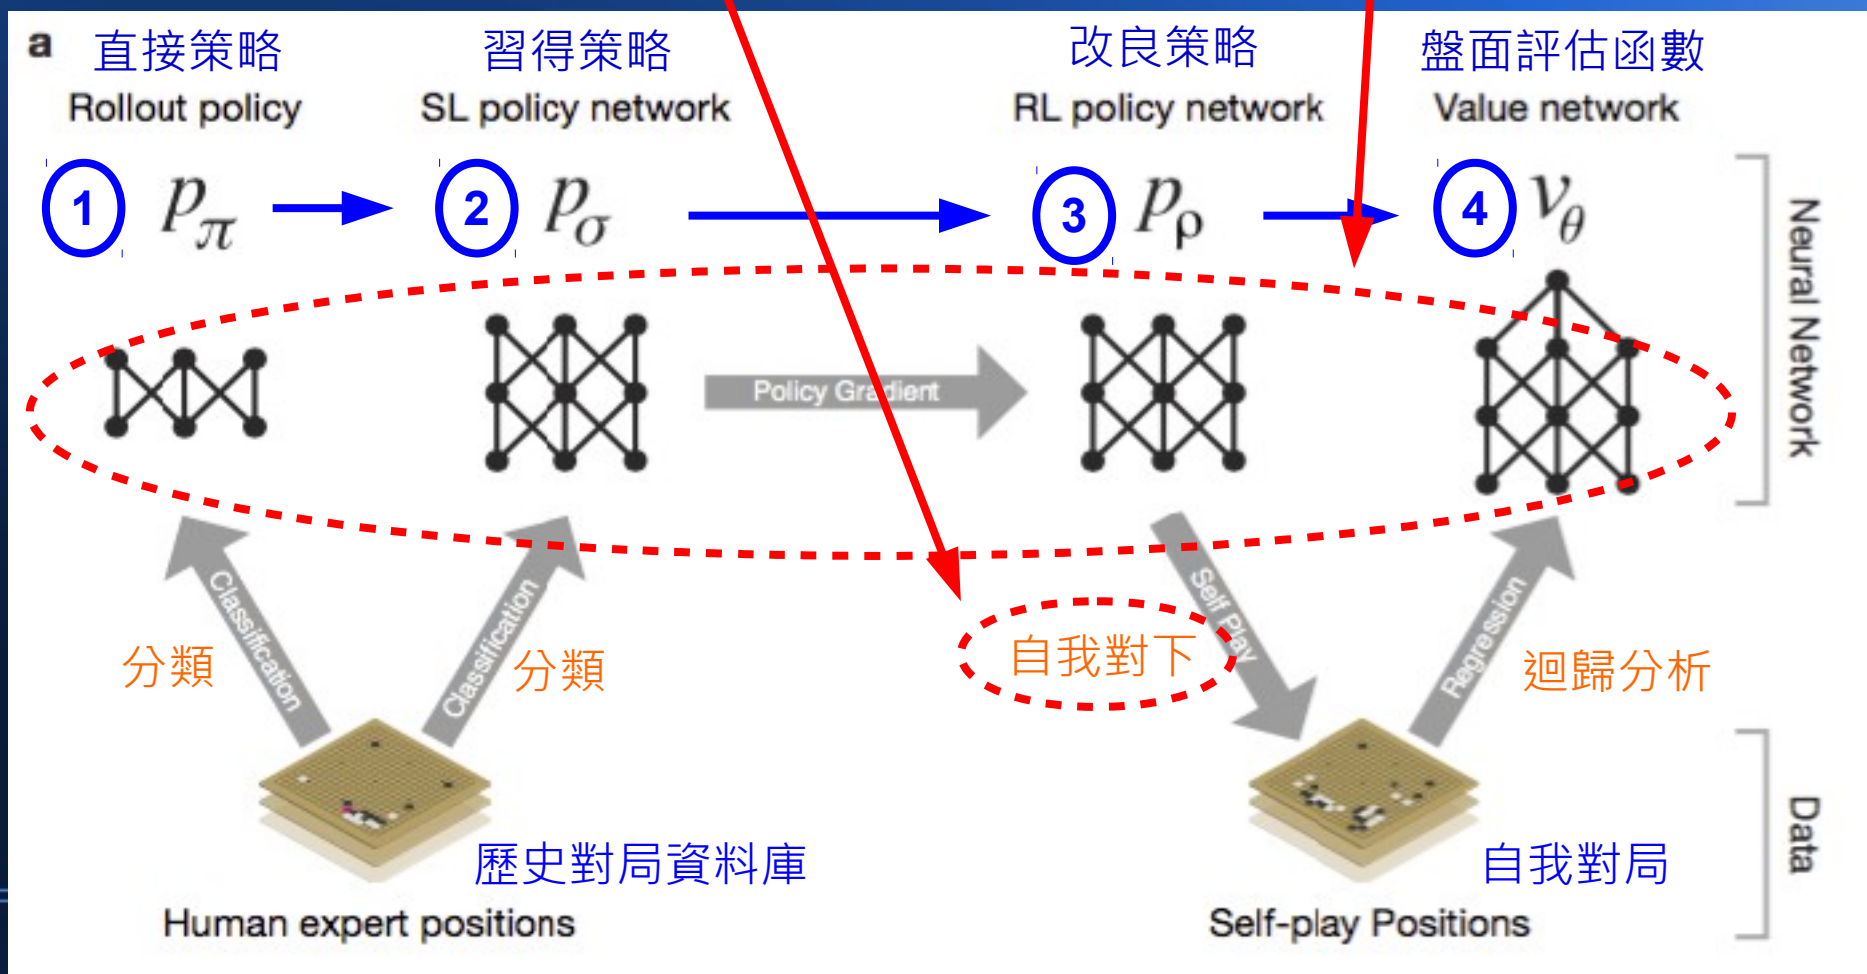 a
直接策略
習得策略
改良策略
盤面評估函數
Rollout policy
SL policy network
RL policy network
Value network
1
pπ
2
pσ
3
pρ
4
vθ
Neural Network
Policy Gradient
Classification
分類
Classification
分類
自我對下
Self Play
Regression
迴歸分析
歷史對局資料庫
自我對局
Data
Human expert positions
Self-play Positions